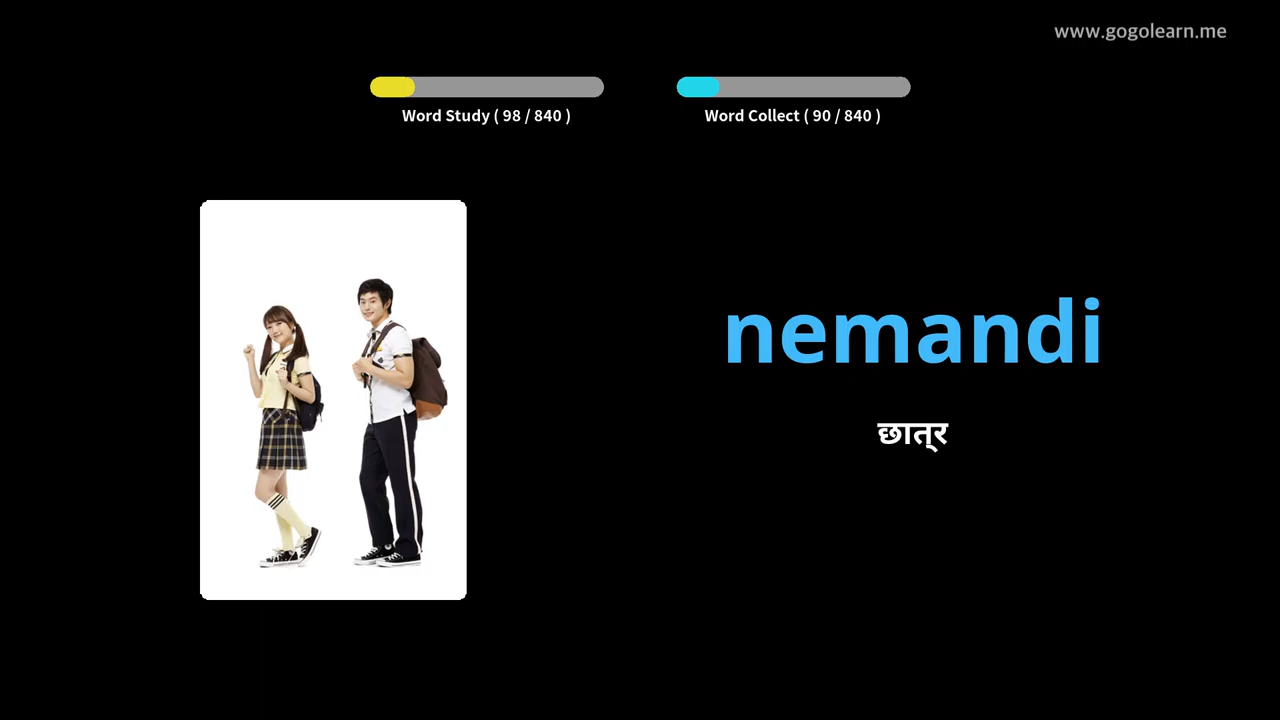 www.gogolearn.me
Word Study ( 98 / 840 )
Word Collect ( 90 / 840 )
nemandi
छात्र